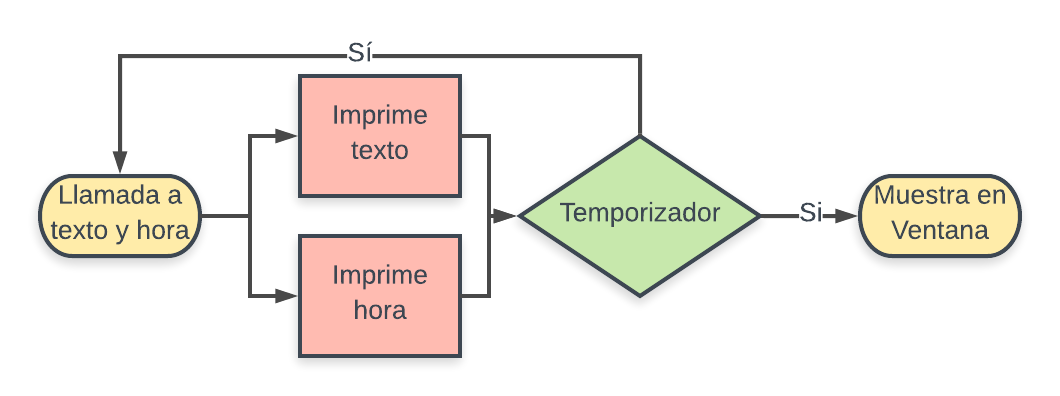 Sí
Llamada a
texto y hora
Imprime
texto
Imprime
hora
Temporizador
Si
Muestra en
Ventana